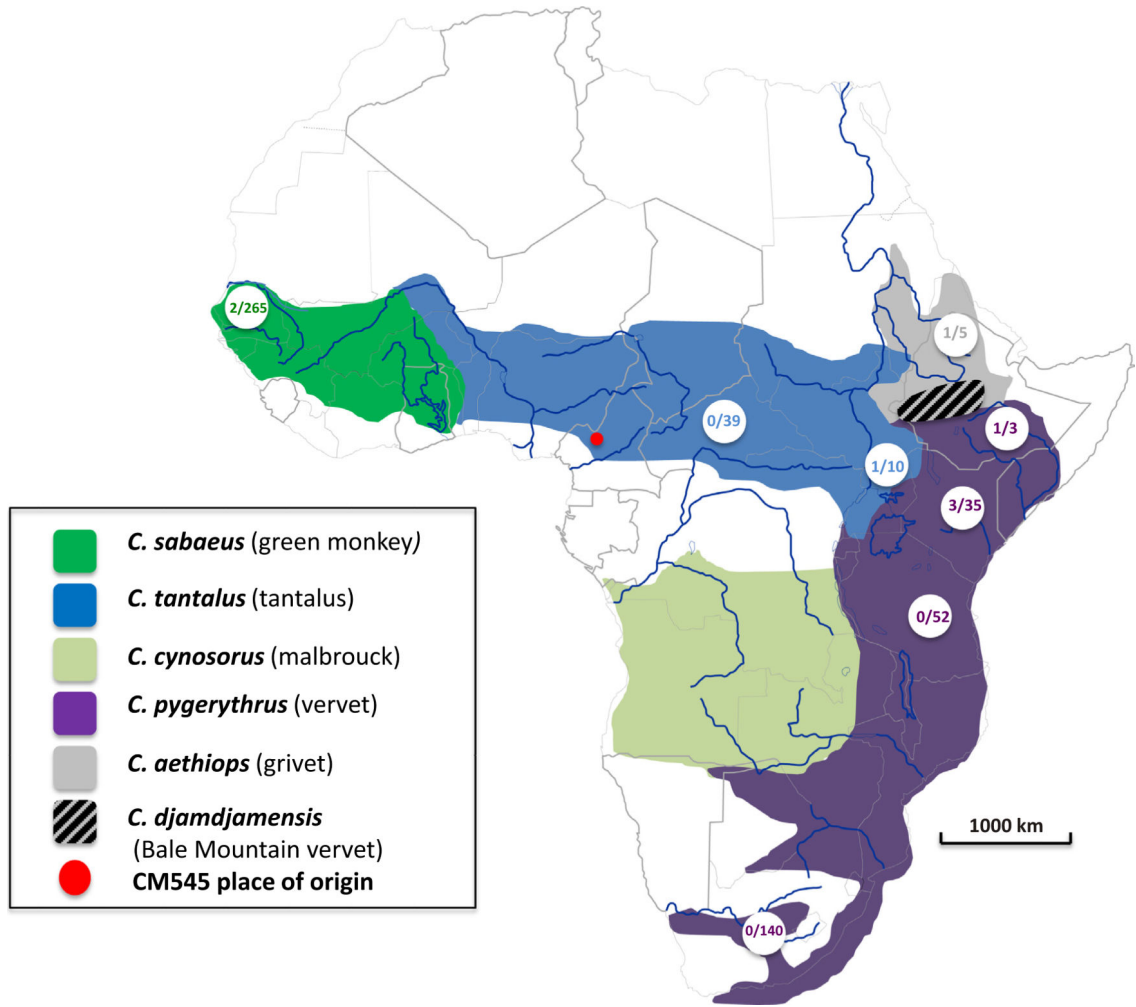 2/265
1/5
0/39
1/3
1/10
3/35
0/52
0/140
C. sabaeus (green monkey)
C. tantalus (tantalus)
C. cynosorus (malbrouck)
C. pygerythrus (vervet)
C. aethiops (grivet)
C. djamdjamensis
(Bale Mountain vervet)
CM545 place of origin
1000 km